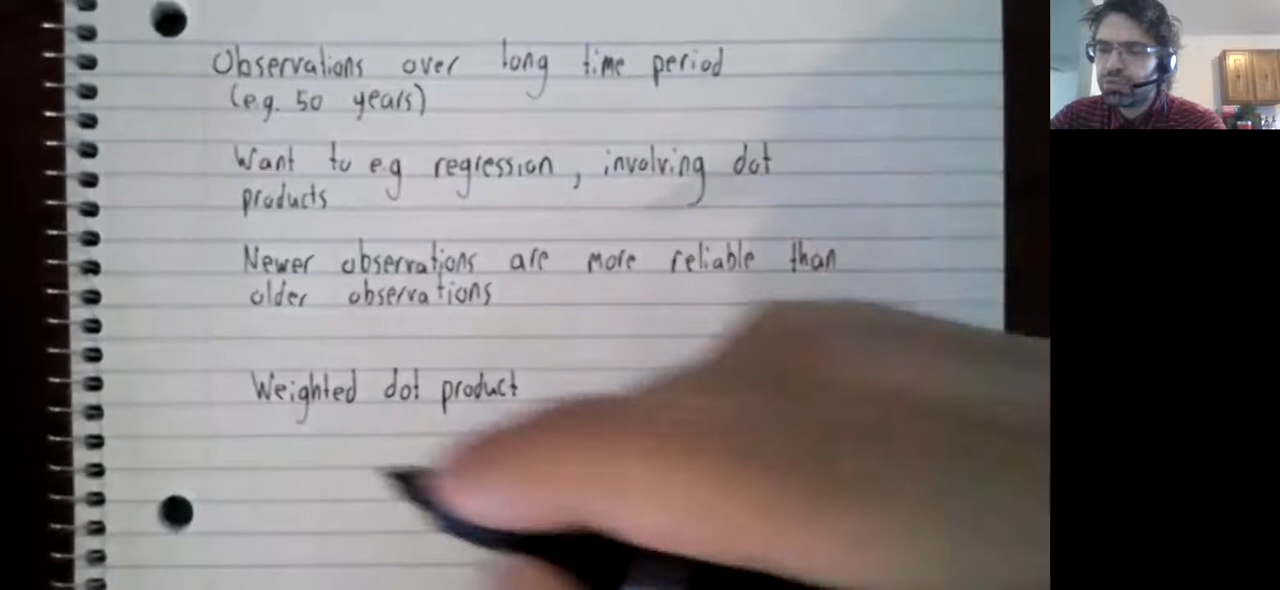 Observations over long time period
(e.g. 50 years)
Want to e.g regression, involving dot
products
Newer observations are more reliable than
older observations
Weighted dot product